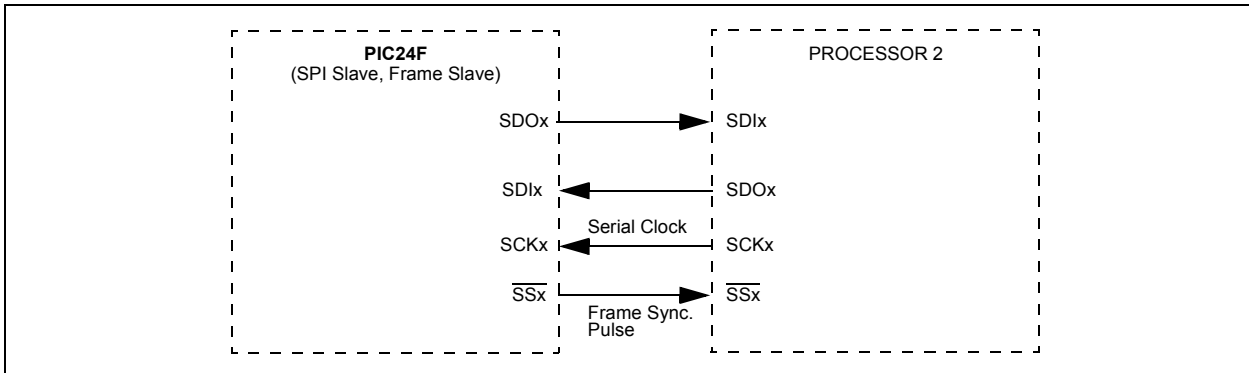 PIC24F
(SPI Slave, Frame Slave)
PROCESSOR 2
SDOx
SDIx
SDIx
SDOx
Serial Clock
SCKx
SCKx
SSx
SSx
Frame Sync.
Pulse